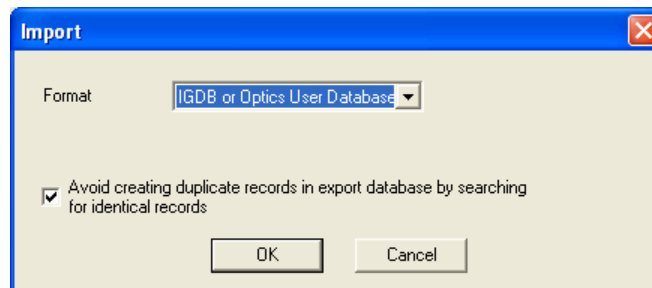 Import
Format
IGDB or Optics User Database
Avoid creating duplicate records in export database by searching
for identical records
OK
Cancel